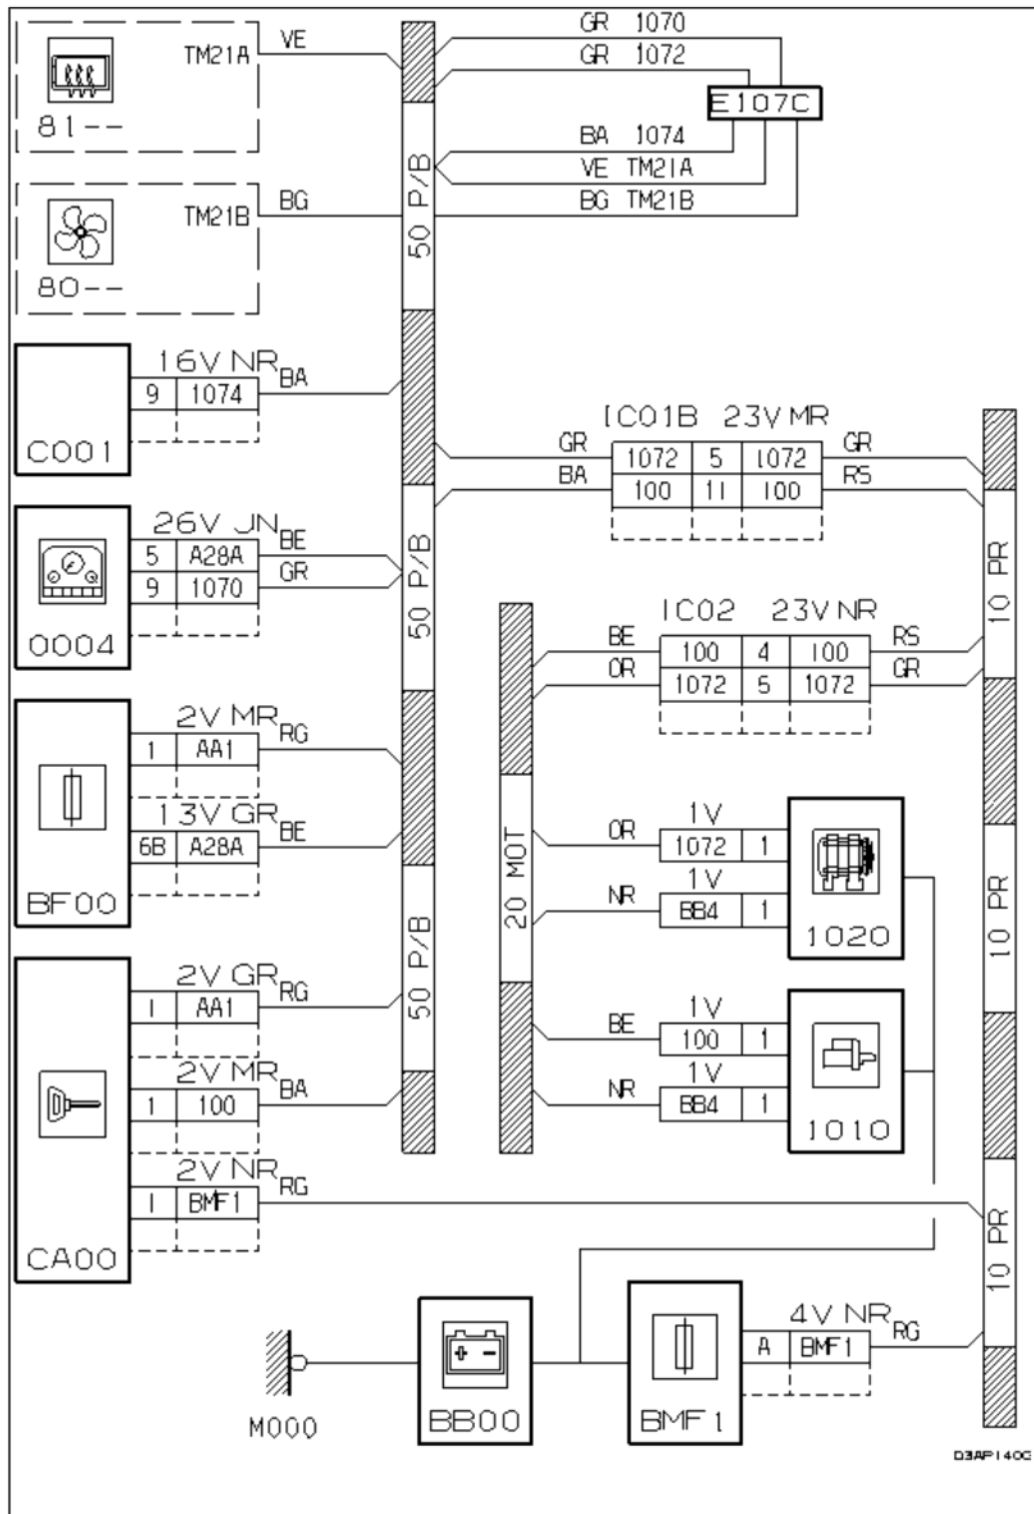 TM21A VE
81--
GR 1070
GR 1072
E107C
BA 1074
VE TM21A
BG TM21B
50 P/B
TM21B BG
80--
16V NR
9 1074 BA
C001
26V JN
5 A28A BE
9 1070 GR
0004
50 P/B
2V MR
1 AA1 RG
13V GR
6B A28A BE
BF00
2V GR
1 AA1 RG
2V MR
1 100 BA
2V NR
1 BMF1 RG
CA00
50 P/B
IC01B 23V MR
GR 1072 5 1072 GR
BA 100 11 100 RS
10 PR
IC02 23V NR
BE 100 4 100 RS
OR 1072 5 1072 GR
20 MOT
1V
OR 1072 1
1V
NR BB4 1
1020
10 PR
1V
BE 100 1
1V
NR BB4 1
1010
10 PR
M000
BB00
BMF1
4V NR
A BMF1 RG
D3AP140C